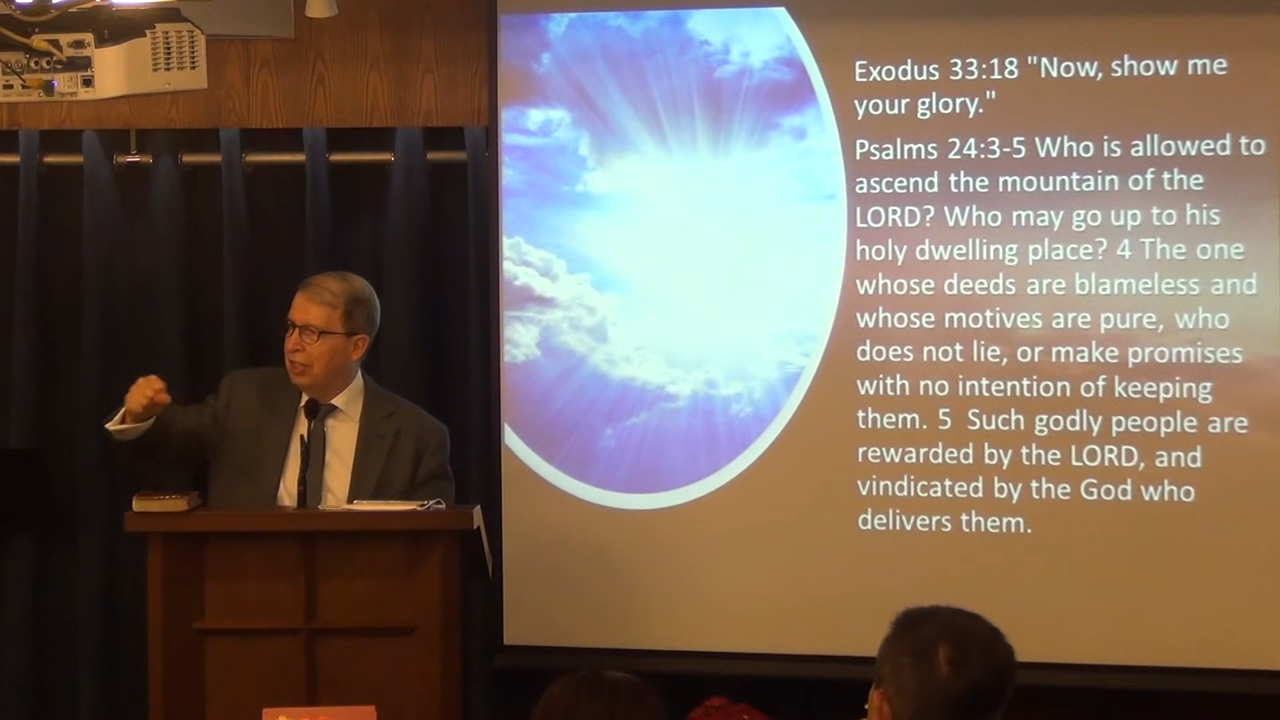 Exodus 33:18 "Now, show me
your glory."
Psalms 24:3-5 Who is allowed to
ascend the mountain of the
LORD? Who may go up to his
holy dwelling place? 4 The one
whose deeds are blameless and
whose motives are pure, who
does not lie, or make promises
with no intention of keeping
them. 5 Such godly people are
rewarded by the LORD, and
vindicated by the God who
delivers them.